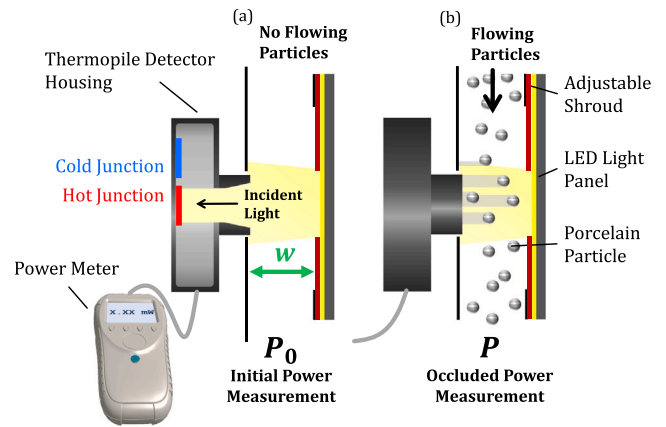 (a)
No Flowing
Particles
Thermopile Detector
Housing
Cold Junction
Hot Junction
Incident
Light
w
Power Meter
X.XX mW
P0
Initial Power
Measurement
(b)
Flowing
Particles
Adjustable
Shroud
LED Light
Panel
Porcelain
Particle
P
Occluded Power
Measurement